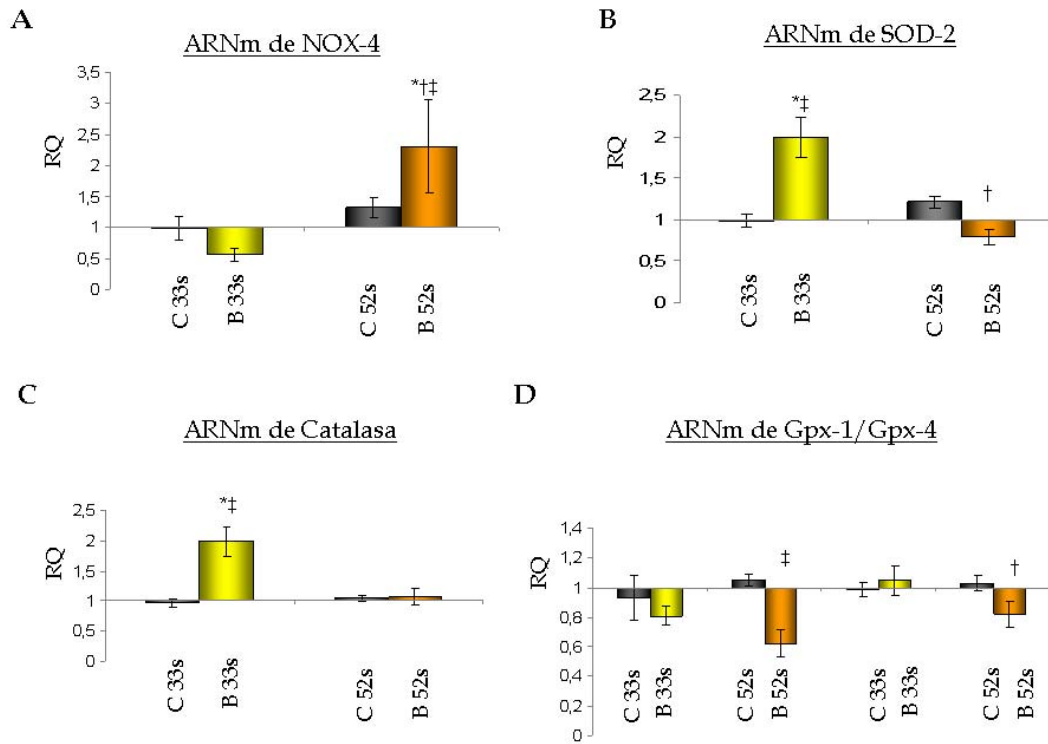 A
ARNm de NOX-4
3,5
3
2,5
2
1,5
1
0,5
0
RQ
*†‡
C 33s
B 33s
C 52s
B 52s
B
ARNm de SOD-2
2,5
2
1,5
1
0,5
0
RQ
*‡
†
C 33s
B 33s
C 52s
B 52s
C
ARNm de Catalasa
2,5
2
1,5
1
0,5
0
RQ
*‡
C 33s
B 33s
C 52s
B 52s
D
ARNm de Gpx-1/Gpx-4
1,4
1,2
1
0,8
0,6
0,4
0,2
0
RQ
‡
†
C 33s
B 33s
C 52s
B 52s
C 33s
B 33s
C 52s
B 52s